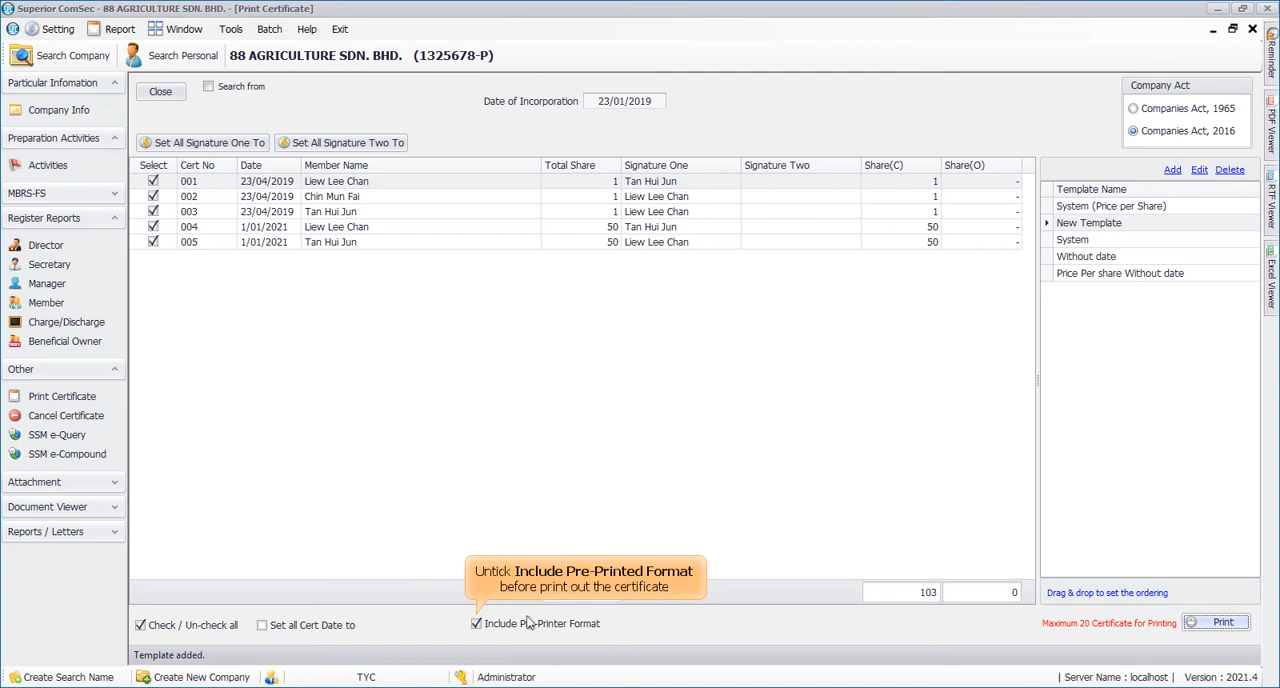 Superior ComSec - 88 AGRICULTURE SDN. BHD. - [Print Certificate]
Setting Report Window Tools Batch Help Exit
Search Company Search Personal 88 AGRICULTURE SDN. BHD. (1325678-P)
Particular Infomation
Company Info
Preparation Activities
Activities
MBRS-FS
Register Reports
Director
Secretary
Manager
Member
Charge/Discharge
Beneficial Owner
Other
Print Certificate
Cancel Certificate
SSM e-Query
SSM e-Compound
Attachment
Document Viewer
Reports / Letters
Close Search from
Date of Incorporation 23/01/2019
Company Act
Companies Act, 1965
Companies Act, 2016
Set All Signature One To Set All Signature Two To
Select Cert No Date Member Name Total Share Signature One Signature Two Share(C) Share(O)
001 23/04/2019 Liew Lee Chan 1 Tan Hui Jun 1 -
002 23/04/2019 Chin Mun Fai 1 Liew Lee Chan 1 -
003 23/04/2019 Tan Hui Jun 1 Liew Lee Chan 1 -
004 1/01/2021 Liew Lee Chan 50 Tan Hui Jun 50 -
005 1/01/2021 Tan Hui Jun 50 Liew Lee Chan 50 -
103 0
Add Edit Delete
Template Name
System (Price per Share)
New Template
System
Without date
Price Per share Without date
Drag & drop to set the ordering
Untick Include Pre-Printed Format
before print out the certificate
Check / Un-check all Set all Cert Date to Include Printer Format
Maximum 20 Certificate for Printing Print
Template added.
Create Search Name Create New Company TYC Administrator | Server Name : localhost | Version : 2021.4
Reminder
PDF Viewer
RTF Viewer
Excel Viewer